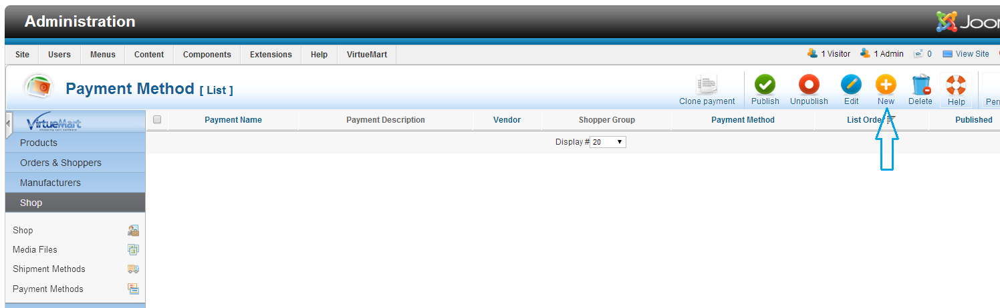 Administration
Joo
Site Users Menus Content Components Extensions Help VirtueMart
1 Visitor 1 Admin 0 View Site
Payment Method [ List ]
Clone payment Publish Unpublish Edit New Delete Help Per
VirtueMart
Payment Name Payment Description Vendor Shopper Group Payment Method List Order Published
Display # 20
Products
Orders & Shoppers
Manufacturers
Shop
Shop
Media Files
Shipment Methods
Payment Methods